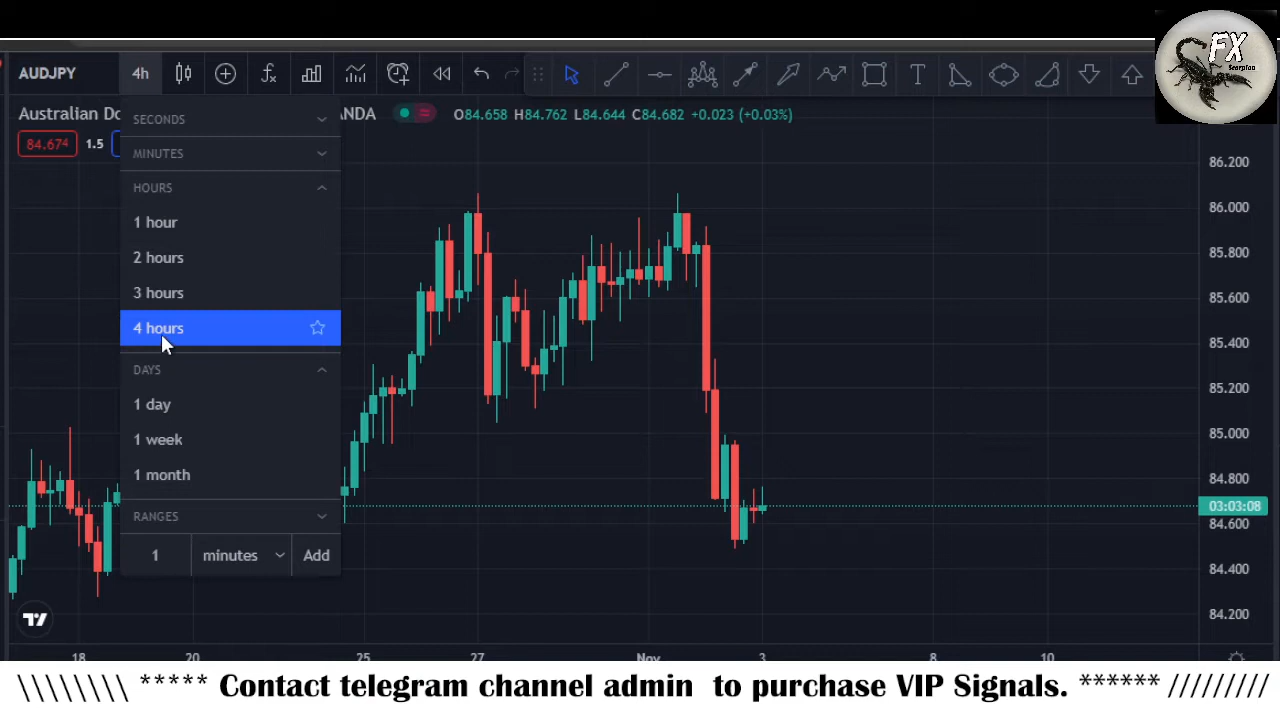 FX
Scorpion
AUDJPY 4h
Australian Do ANDA O84.658 H84.762 L84.644 C84.682 +0.023 (+0.03%)
84.674 1.5
SECONDS
MINUTES
HOURS
1 hour
2 hours
3 hours
4 hours
DAYS
1 day
1 week
1 month
RANGES
1 minutes Add
86.200
86.000
85.800
85.600
85.400
85.200
85.000
84.800
03:03:08
84.600
84.400
84.200
18 20 25 27 Nov 3 8 10
\\\\\\\\\ ***** Contact telegram channel admin to purchase VIP Signals. ****** /////////